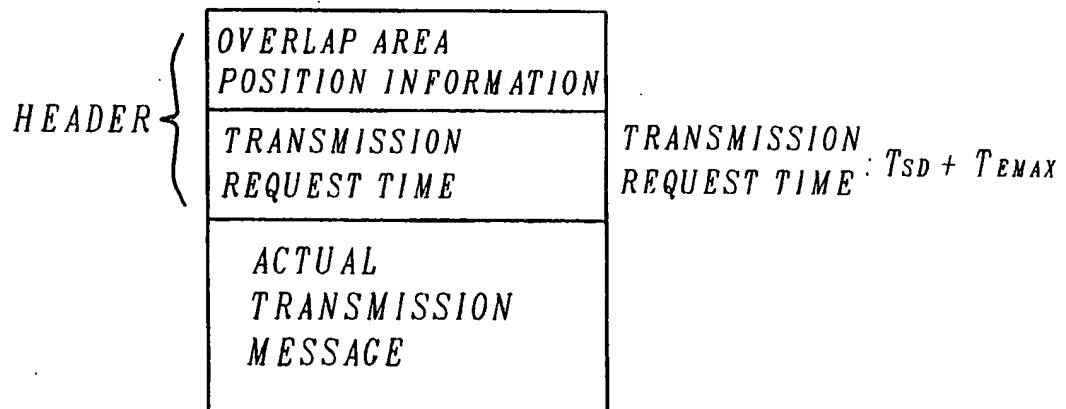 OVERLAP AREA
POSITION INFORMATION
HEADER
TRANSMISSION
REQUEST TIME
TRANSMISSION
REQUEST TIME : TSD + TEMAX
ACTUAL
TRANSMISSION
MESSAGE